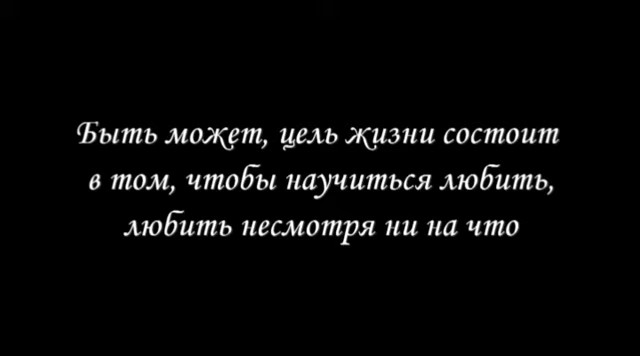 Быть может, цель жизни состоит
в том, чтобы научиться любить,
любить несмотря ни на что